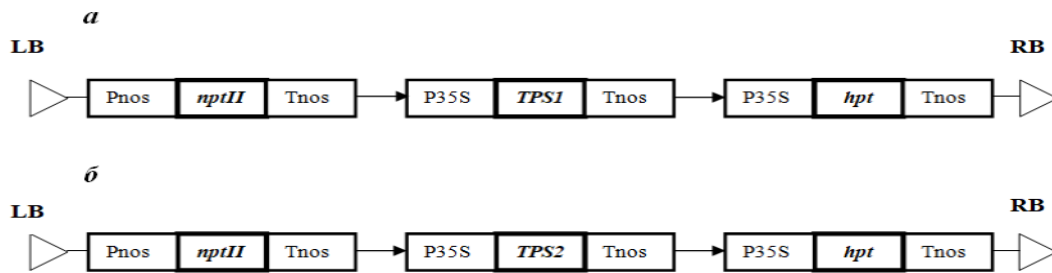 а
LB RB
Pnos nptII Tnos P35S TPS1 Tnos P35S hpt Tnos
б
LB RB
Pnos nptII Tnos P35S TPS2 Tnos P35S hpt Tnos